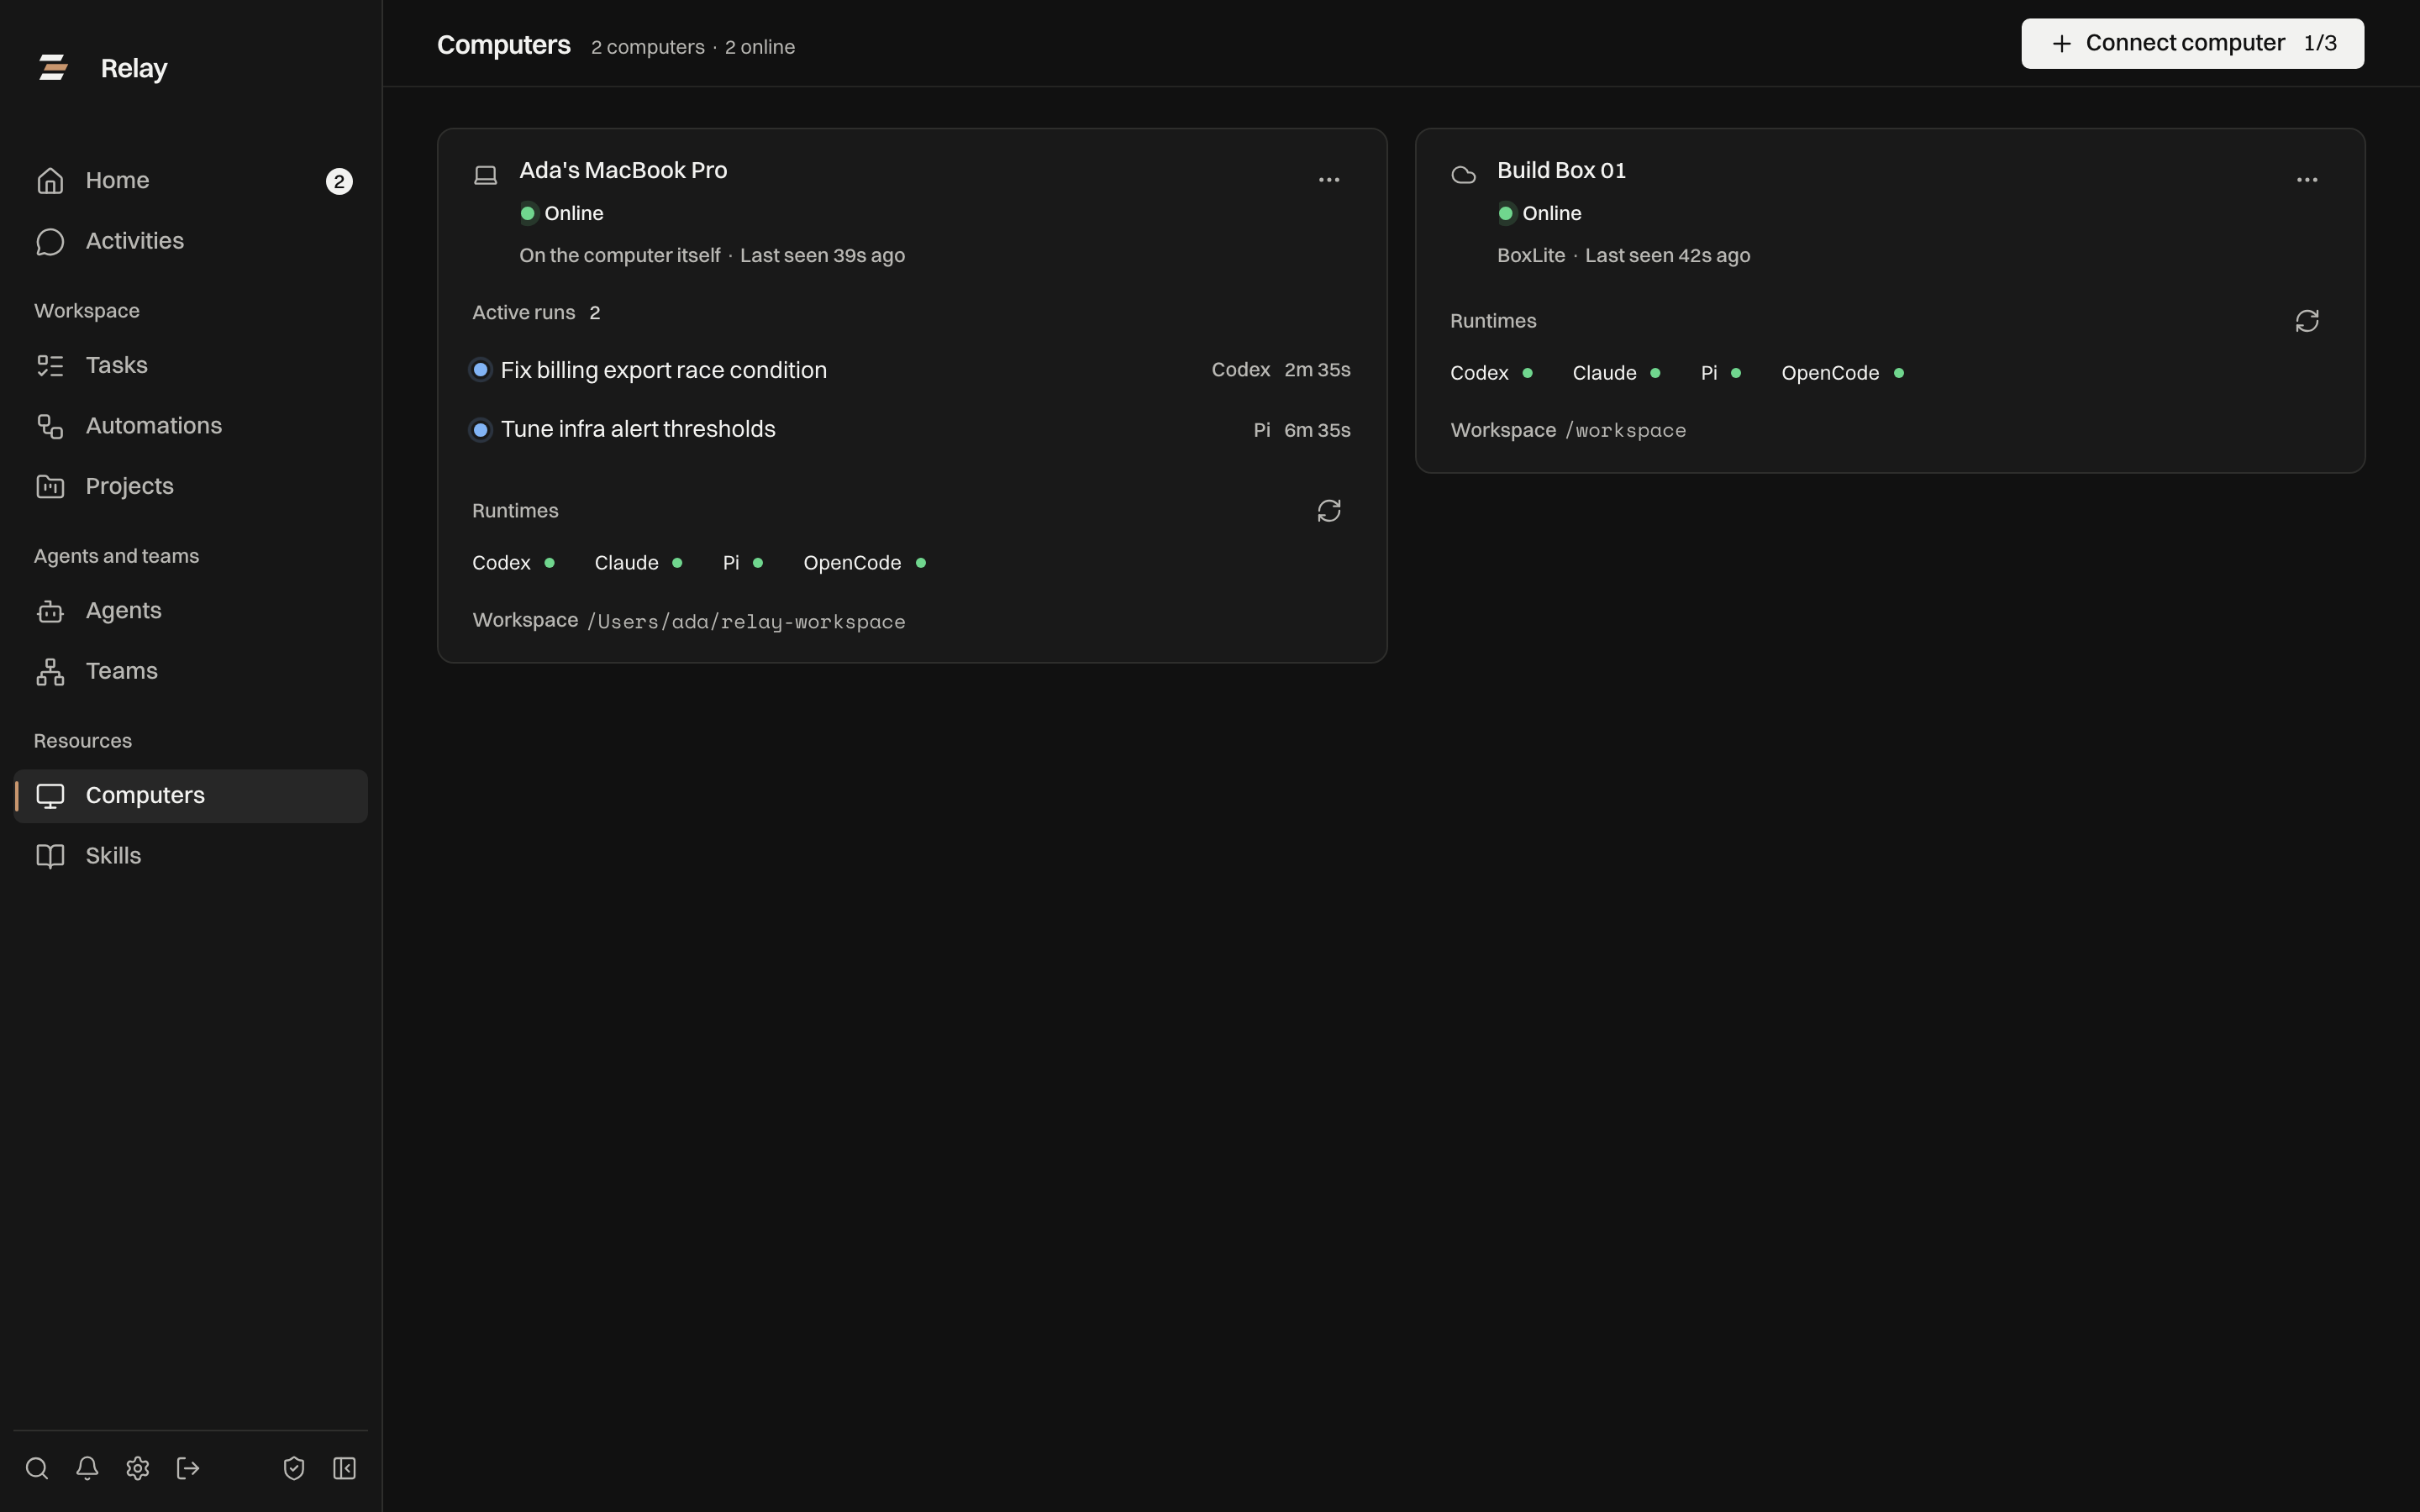 Relay
Home 2
Activities
Workspace
Tasks
Automations
Projects
Agents and teams
Agents
Teams
Resources
Computers
Skills
Computers 2 computers · 2 online
Connect computer 1/3
Ada's MacBook Pro
Online
On the computer itself · Last seen 39s ago
Active runs 2
Fix billing export race condition Codex 2m 35s
Tune infra alert thresholds Pi 6m 35s
Runtimes
Codex Claude Pi OpenCode
Workspace /Users/ada/relay-workspace
Build Box 01
Online
BoxLite · Last seen 42s ago
Runtimes
Codex Claude Pi OpenCode
Workspace /workspace